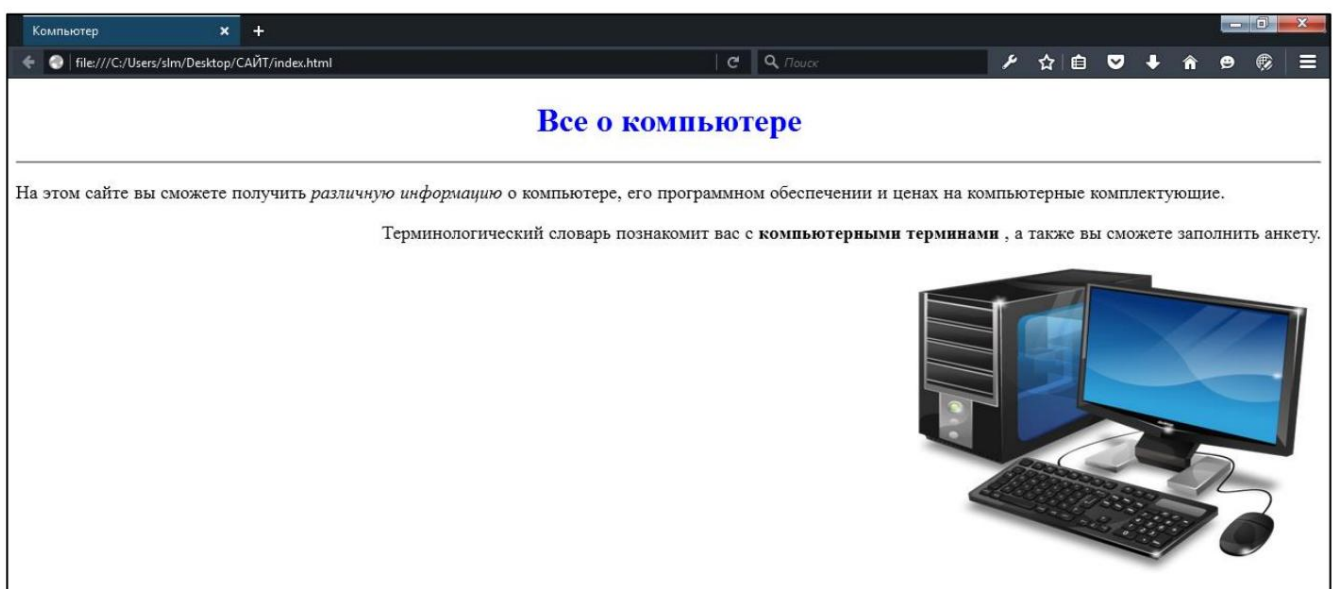 Компьютер
file:///C:/Users/slm/Desktop/САЙТ/index.html
Поиск
Все о компьютере
На этом сайте вы сможете получить различную информацию о компьютере, его программном обеспечении и ценах на компьютерные комплектующие.
Терминологический словарь познакомит вас с компьютерными терминами , а также вы сможете заполнить анкету.